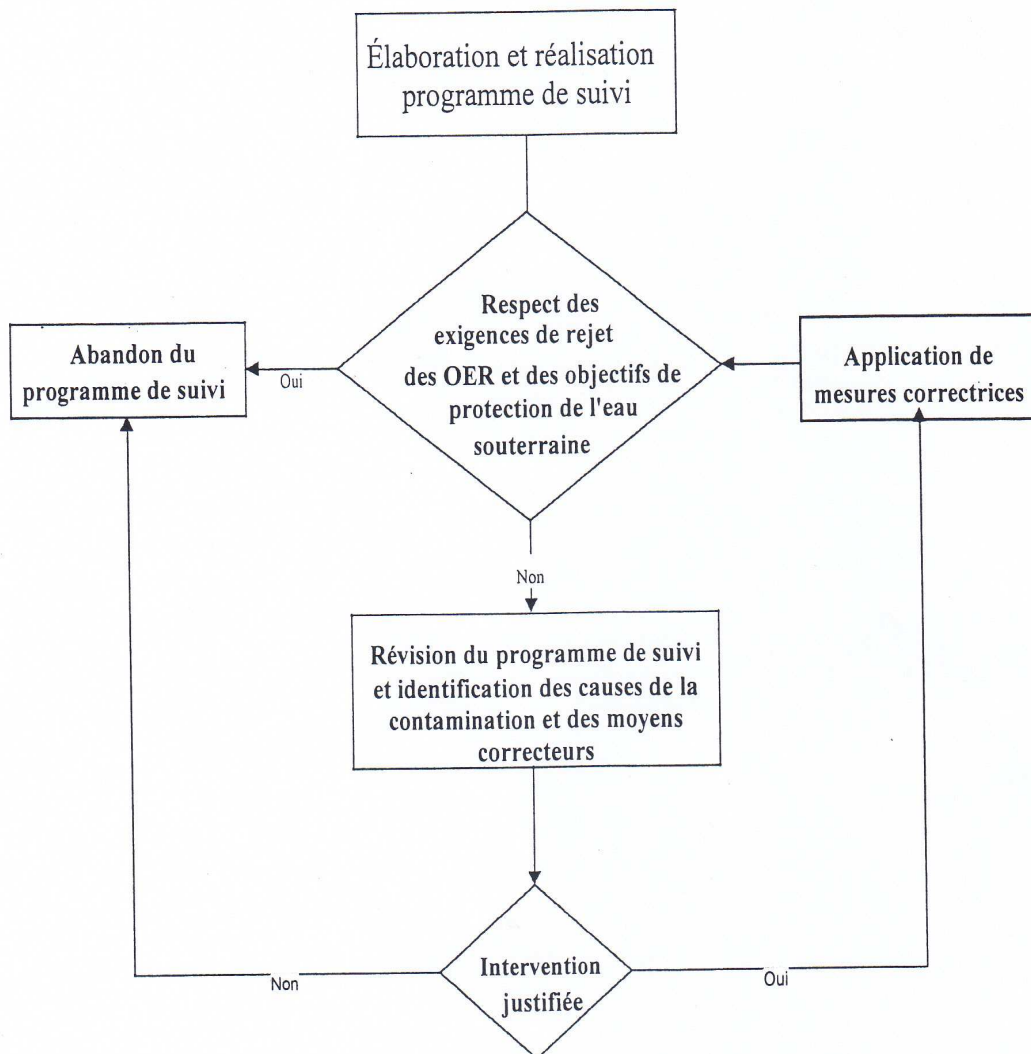 Élaboration et réalisation
programme de suivi
Respect des
exigences de rejet
des OER et des objectifs de
protection de l'eau
souterraine
Abandon du
programme de suivi
Oui
Application de
mesures correctrices
Non
Révision du programme de suivi
et identification des causes de la
contamination et des moyens
correcteurs
Intervention
justifiée
Non
Oui